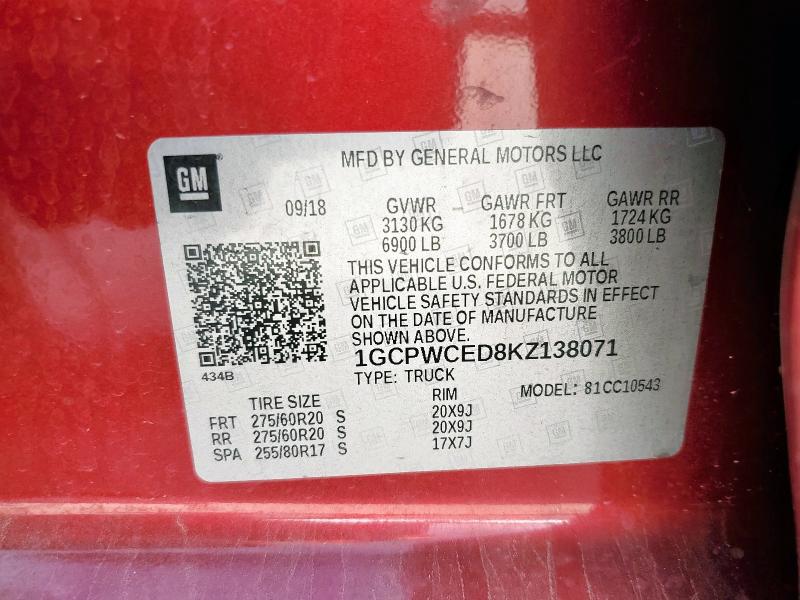 GM
MFD BY GENERAL MOTORS LLC
09/18
GVWR GAWR FRT GAWR RR
3130 KG 1678 KG 1724 KG
6900 LB 3700 LB 3800 LB
THIS VEHICLE CONFORMS TO ALL
APPLICABLE U.S. FEDERAL MOTOR
VEHICLE SAFETY STANDARDS IN EFFECT
ON THE DATE OF MANUFACTURE
SHOWN ABOVE.
1GCPWCED8KZ138071
434B
TYPE: TRUCK
MODEL: 81CC10543
TIRE SIZE RIM
FRT 275/60R20 S 20X9J
RR 275/60R20 S 20X9J
SPA 255/80R17 S 17X7J